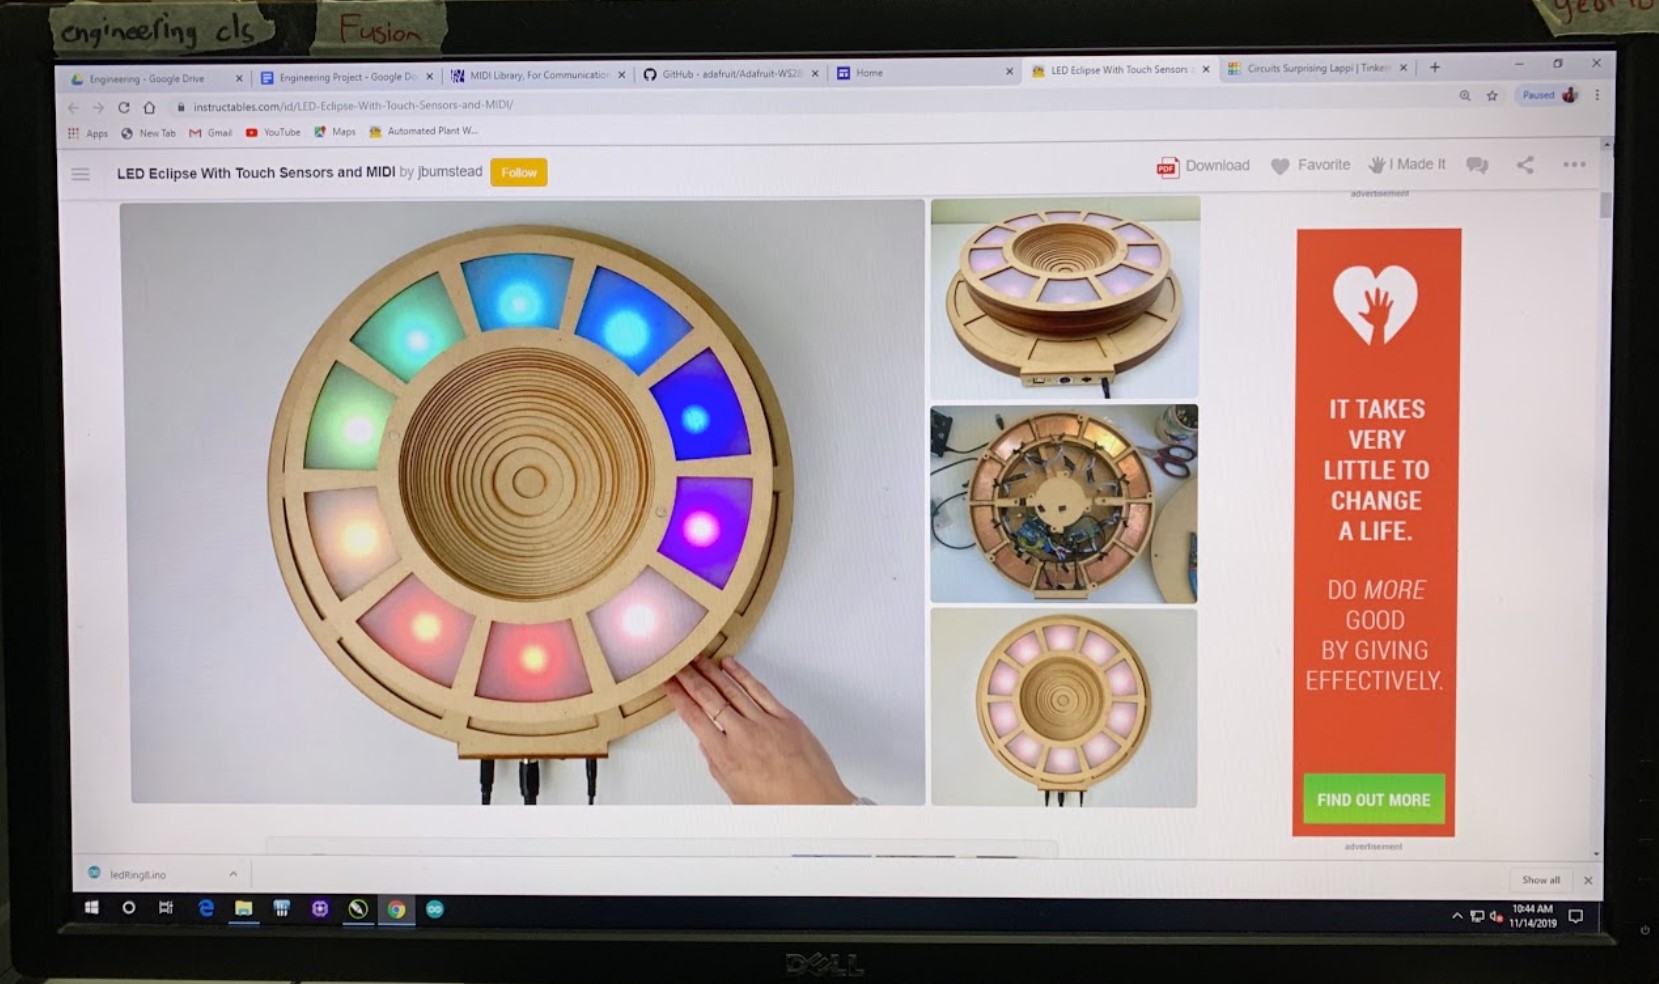 engineering cls
Fusion
Engineering - Google Drive
Engineering Project - Google Do
MIDI Library, For Communication
GitHub - adafruit/Adafruit-WS28
Home
LED Eclipse With Touch Sensors
Circuits Surprising Lappi | Tinker
instructables.com/id/LED-Eclipse-With-Touch-Sensors-and-MIDI/
Paused
Apps
New Tab
Gmail
YouTube
Maps
Automated Plant W...
LED Eclipse With Touch Sensors and MIDI by jbumstead
Follow
PDF
Download
Favorite
I Made It
advertisement
IT TAKES
VERY
LITTLE TO
CHANGE
A LIFE.
DO MORE
GOOD
BY GIVING
EFFECTIVELY.
FIND OUT MORE
advertisement
ledRing8.ino
Show all
10:44 AM
11/14/2019
DELL